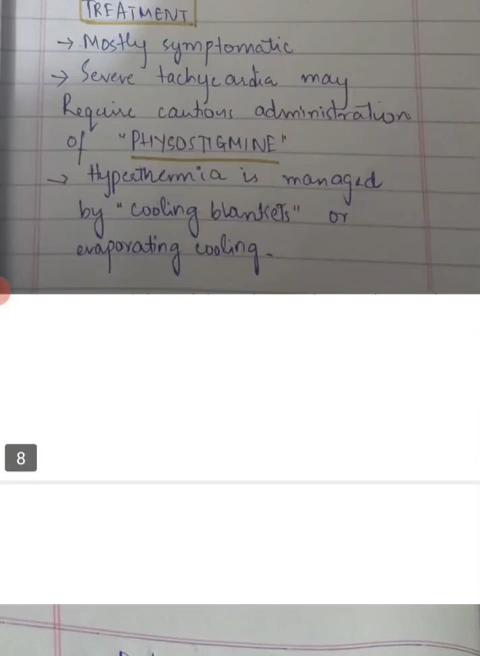 TREATMENT
→ Mostly symptomatic
→ Severe tachycardia may
Require cautious administration
of "PHYSOSTIGMINE"
→ Hyperthermia is managed
by "cooling blankets" or
evaporating cooling.
8